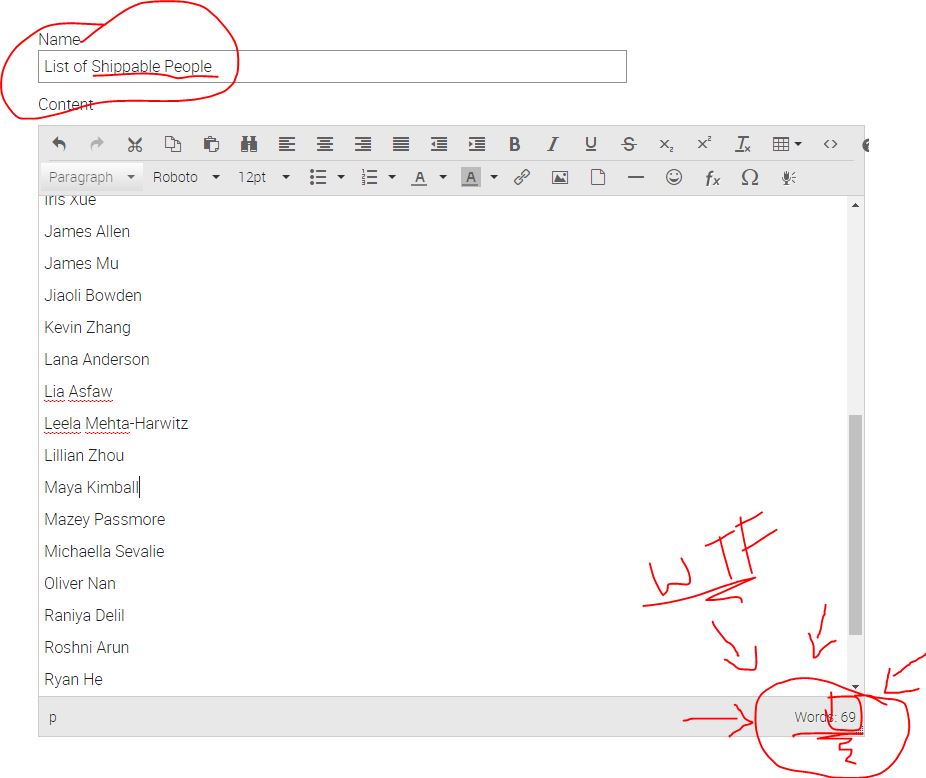 Name
List of Shippable People
Content
Paragraph Roboto 12pt
Iris Xue
James Allen
James Mu
Jiaoli Bowden
Kevin Zhang
Lana Anderson
Lia Asfaw
Leela Mehta-Harwitz
Lillian Zhou
Maya Kimball
Mazey Passmore
Michaella Sevalie
Oliver Nan
Raniya Delil
Roshni Arun
Ryan He
WTF
p Words: 69